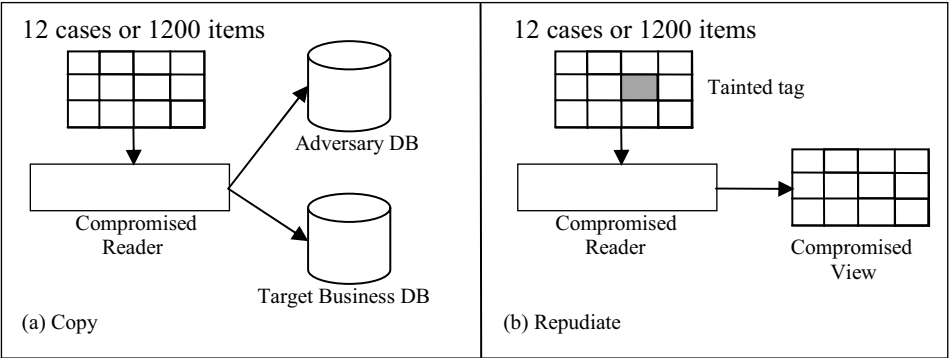 12 cases or 1200 items
Adversary DB
Compromised
Reader
Target Business DB
(a) Copy
12 cases or 1200 items
Tainted tag
Compromised
Reader
Compromised
View
(b) Repudiate